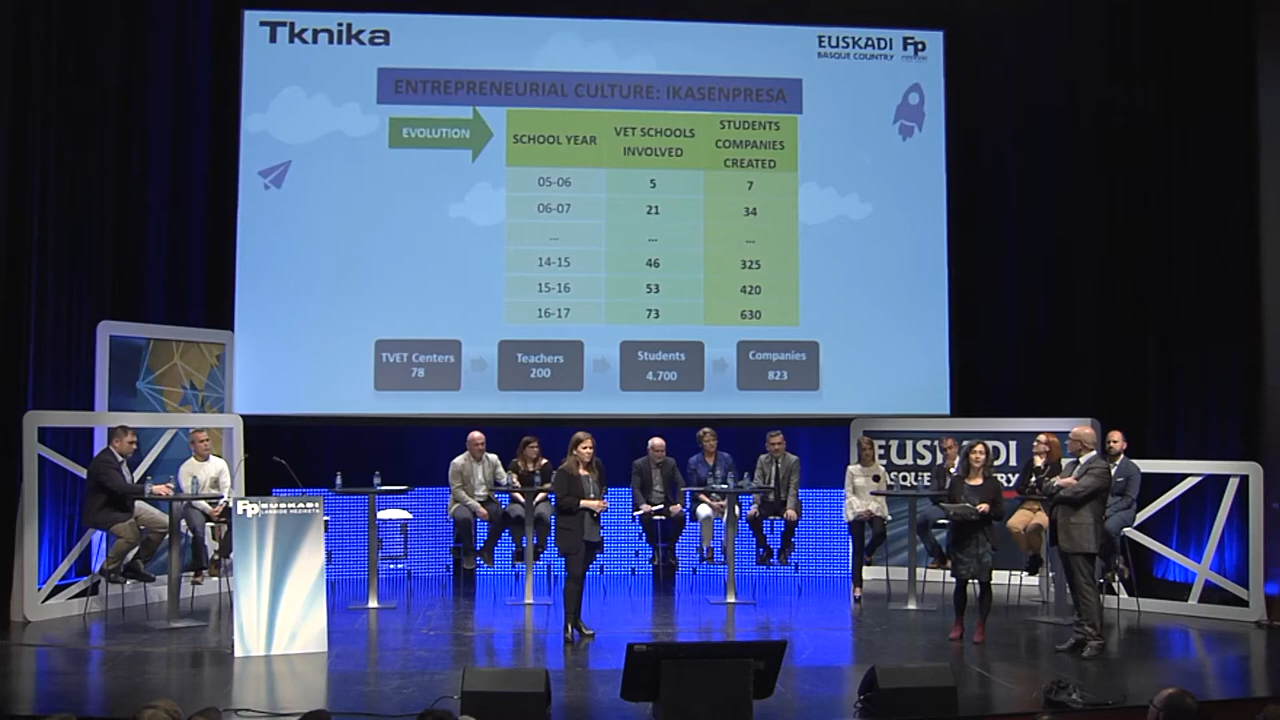 Tknika
EUSKADI
BASQUE COUNTRY
Fp
ENTREPRENEURIAL CULTURE: IKASENPRESA
EVOLUTION
SCHOOL YEAR
VET SCHOOLS INVOLVED
STUDENTS COMPANIES CREATED
05-06 5 7
06-07 21 34
... ... ...
14-15 46 325
15-16 53 420
16-17 73 630
TVET Centers
78
Teachers
200
Students
4.700
Companies
823
EUSKADI
BASQUE COUNTRY
Fp EUSKADI
LANBIDE HEZIKETA